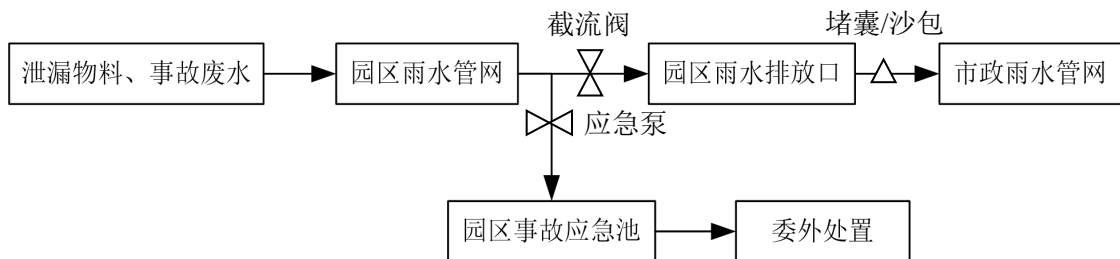 截流阀
堵囊/沙包
泄漏物料、事故废水
园区雨水管网
园区雨水排放口
市政雨水管网
应急泵
园区事故应急池
委外处置